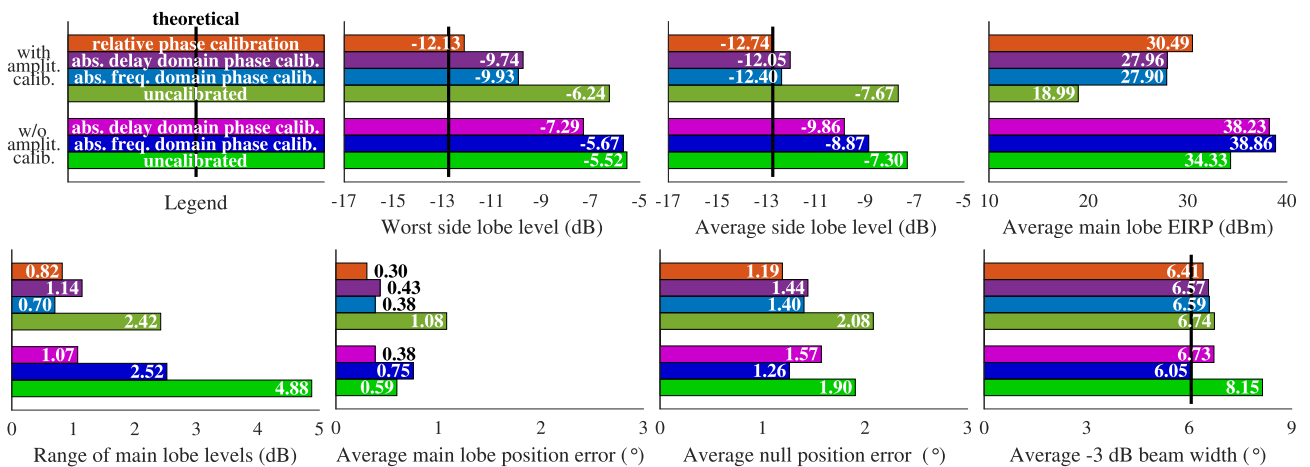 theoretical
with
amplit.
calib.
relative phase calibration
abs. delay domain phase calib.
abs. freq. domain phase calib.
uncalibrated
w/o
amplit.
calib.
abs. delay domain phase calib.
abs. freq. domain phase calib.
uncalibrated
Legend
-12.13
-9.74
-9.93
-6.24
-7.29
-5.67
-5.52
-17 -15 -13 -11 -9 -7 -5
Worst side lobe level (dB)
-12.74
-12.05
-12.40
-7.67
-9.86
-8.87
-7.30
-17 -15 -13 -11 -9 -7 -5
Average side lobe level (dB)
30.49
27.96
27.90
18.99
38.23
38.86
34.33
10 20 30 40
Average main lobe EIRP (dBm)
0.82
1.14
0.70
2.42
1.07
2.52
4.88
0 1 2 3 4 5
Range of main lobe levels (dB)
0.30
0.43
0.38
1.08
0.38
0.75
0.59
0 1 2 3
Average main lobe position error (°)
1.19
1.44
1.40
2.08
1.57
1.26
1.90
0 1 2 3
Average null position error (°)
6.41
6.57
6.59
6.74
6.73
6.05
8.15
0 3 6 9
Average -3 dB beam width (°)